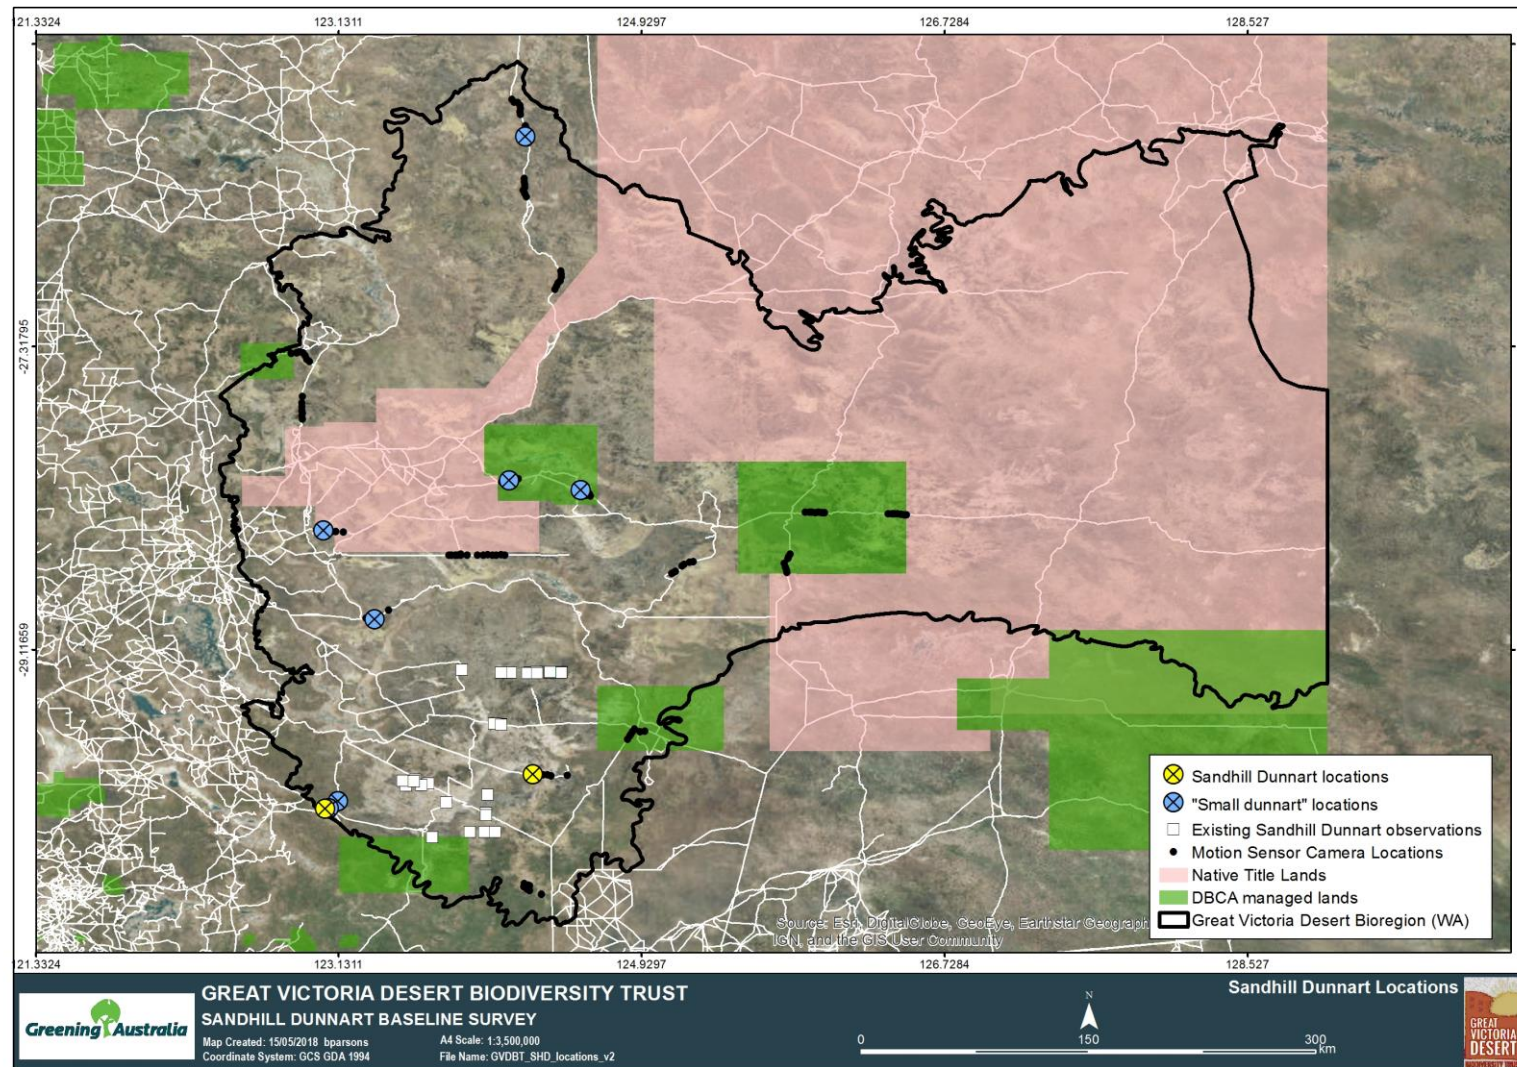 121.3324 123.1311 124.9297 126.7284 128.527
-27.31795
-29.11659
Sandhill Dunnart locations
"Small dunnart" locations
Existing Sandhill Dunnart observations
Motion Sensor Camera Locations
Native Title Lands
DBCA managed lands
Great Victoria Desert Bioregion (WA)
Source: Esri, DigitalGlobe, GeoEye, Earthstar Geograph
IGN, and the GIS User Community
121.3324 123.1311 124.9297 126.7284 128.527
Greening Australia
GREAT VICTORIA DESERT BIODIVERSITY TRUST
SANDHILL DUNNART BASELINE SURVEY
Map Created: 15/05/2018 bparsons A4 Scale: 1:3,500,000
Coordinate System: GCS GDA 1994 File Name: GVDBT_SHD_locations_v2
N
0 150 300
km
Sandhill Dunnart Locations
GREAT
VICTORIA
DESERT
BIODIVERSITY TRUST